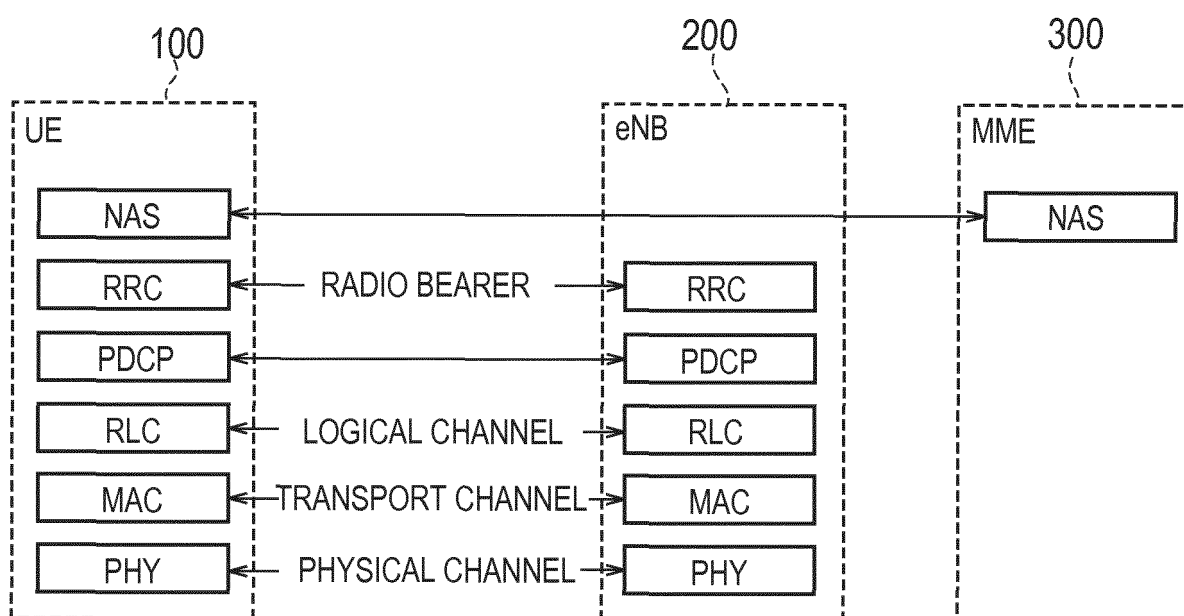 100 200 300
UE eNB MME
NAS NAS
RRC RADIO BEARER RRC
PDCP PDCP
RLC LOGICAL CHANNEL RLC
MAC TRANSPORT CHANNEL MAC
PHY PHYSICAL CHANNEL PHY